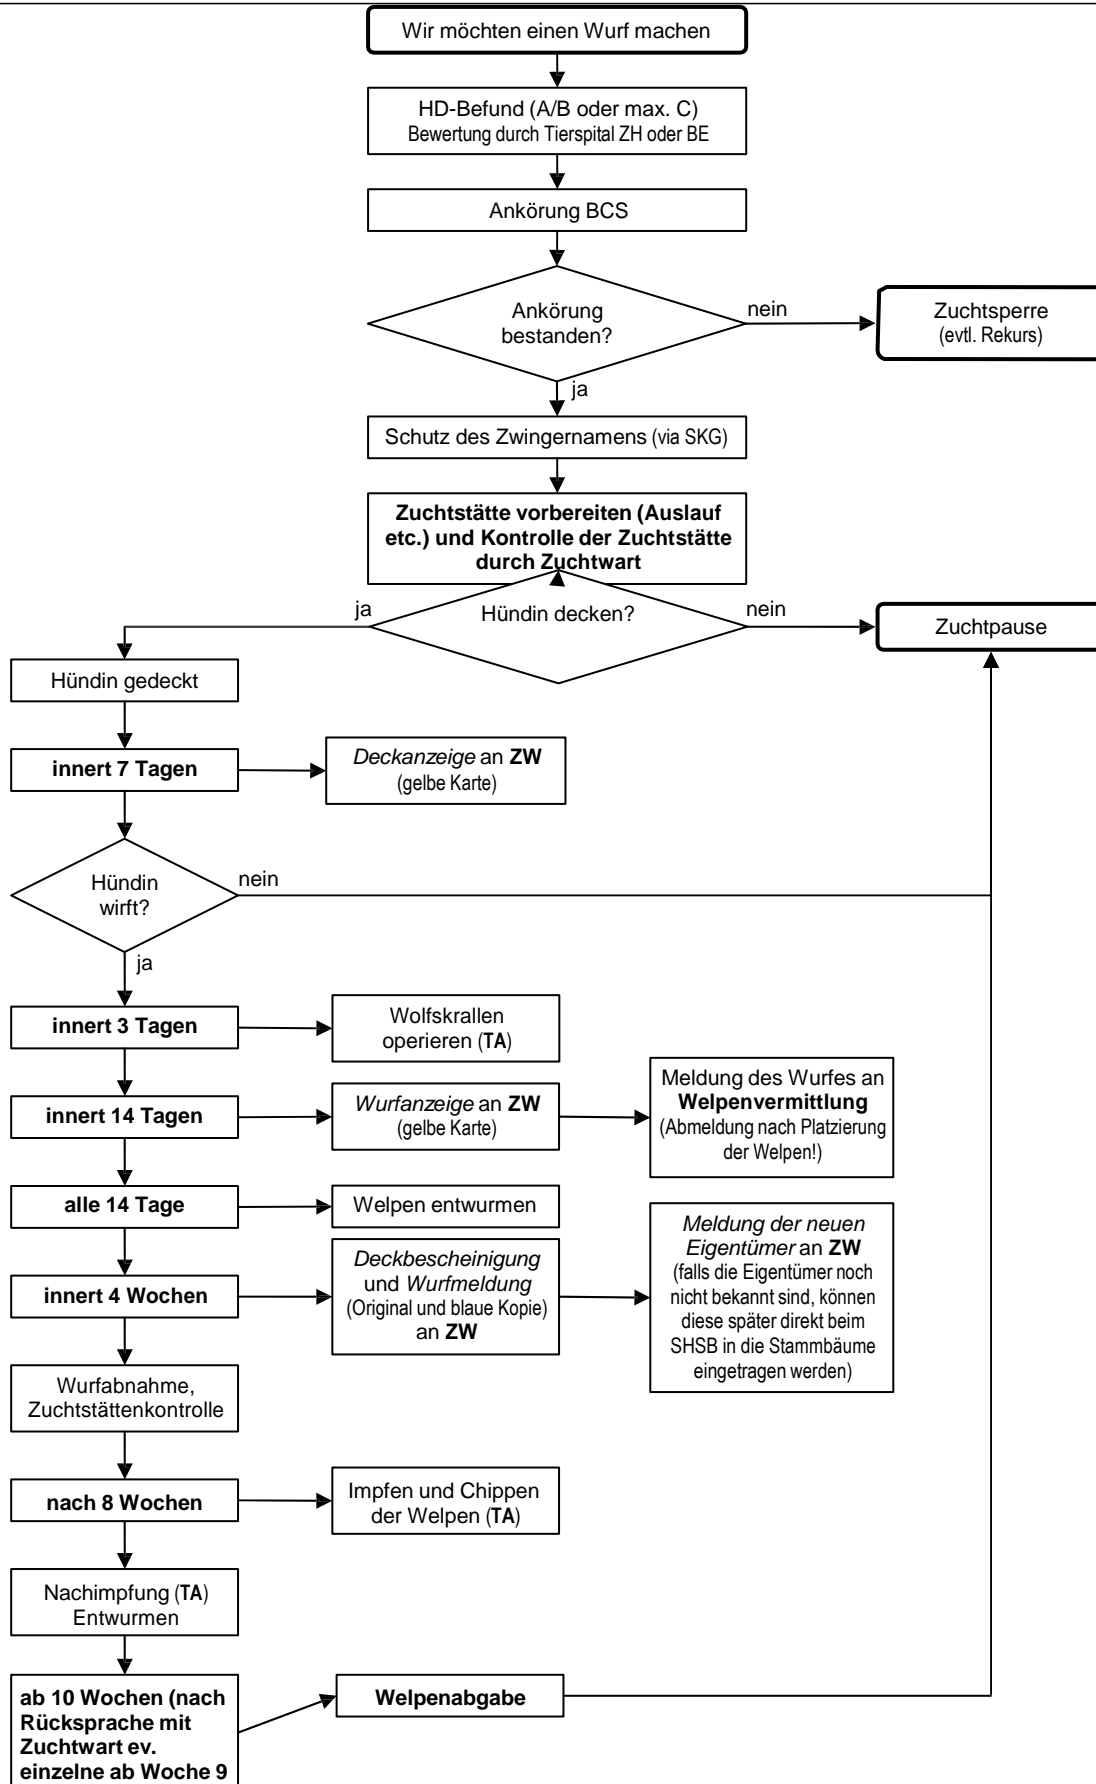 Wir möchten einen Wurf machen
HD-Befund (A/B oder max. C)
Bewertung durch Tierspital ZH oder BE
Ankörung BCS
Ankörung
bestanden?
nein
Zuchtsperre
(evtl. Rekurs)
ja
Schutz des Zwingernamens (via SKG)
Zuchtstätte vorbereiten (Auslauf
etc.) und Kontrolle der Zuchtstätte
durch Zuchtwart
ja
Hündin decken?
nein
Zuchtpause
Hündin gedeckt
innert 7 Tagen
Deckanzeige an ZW
(gelbe Karte)
Hündin
wirft?
nein
ja
innert 3 Tagen
Wolfskrallen
operieren (TA)
innert 14 Tagen
Wurfanzeige an ZW
(gelbe Karte)
Meldung des Wurfes an
Welpenvermittlung
(Abmeldung nach Platzierung
der Welpen!)
alle 14 Tage
Welpen entwurmen
innert 4 Wochen
Deckbescheinigung
und Wurfmeldung
(Original und blaue Kopie)
an ZW
Meldung der neuen
Eigentümer an ZW
(falls die Eigentümer noch
nicht bekannt sind, können
diese später direkt beim
SHSB in die Stammbäume
eingetragen werden)
Wurfabnahme,
Zuchtstättenkontrolle
nach 8 Wochen
Impfen und Chippen
der Welpen (TA)
Nachimpfung (TA)
Entwurmen
ab 10 Wochen (nach
Rücksprache mit
Zuchtwart ev.
einzelne ab Woche 9
Welpenabgabe